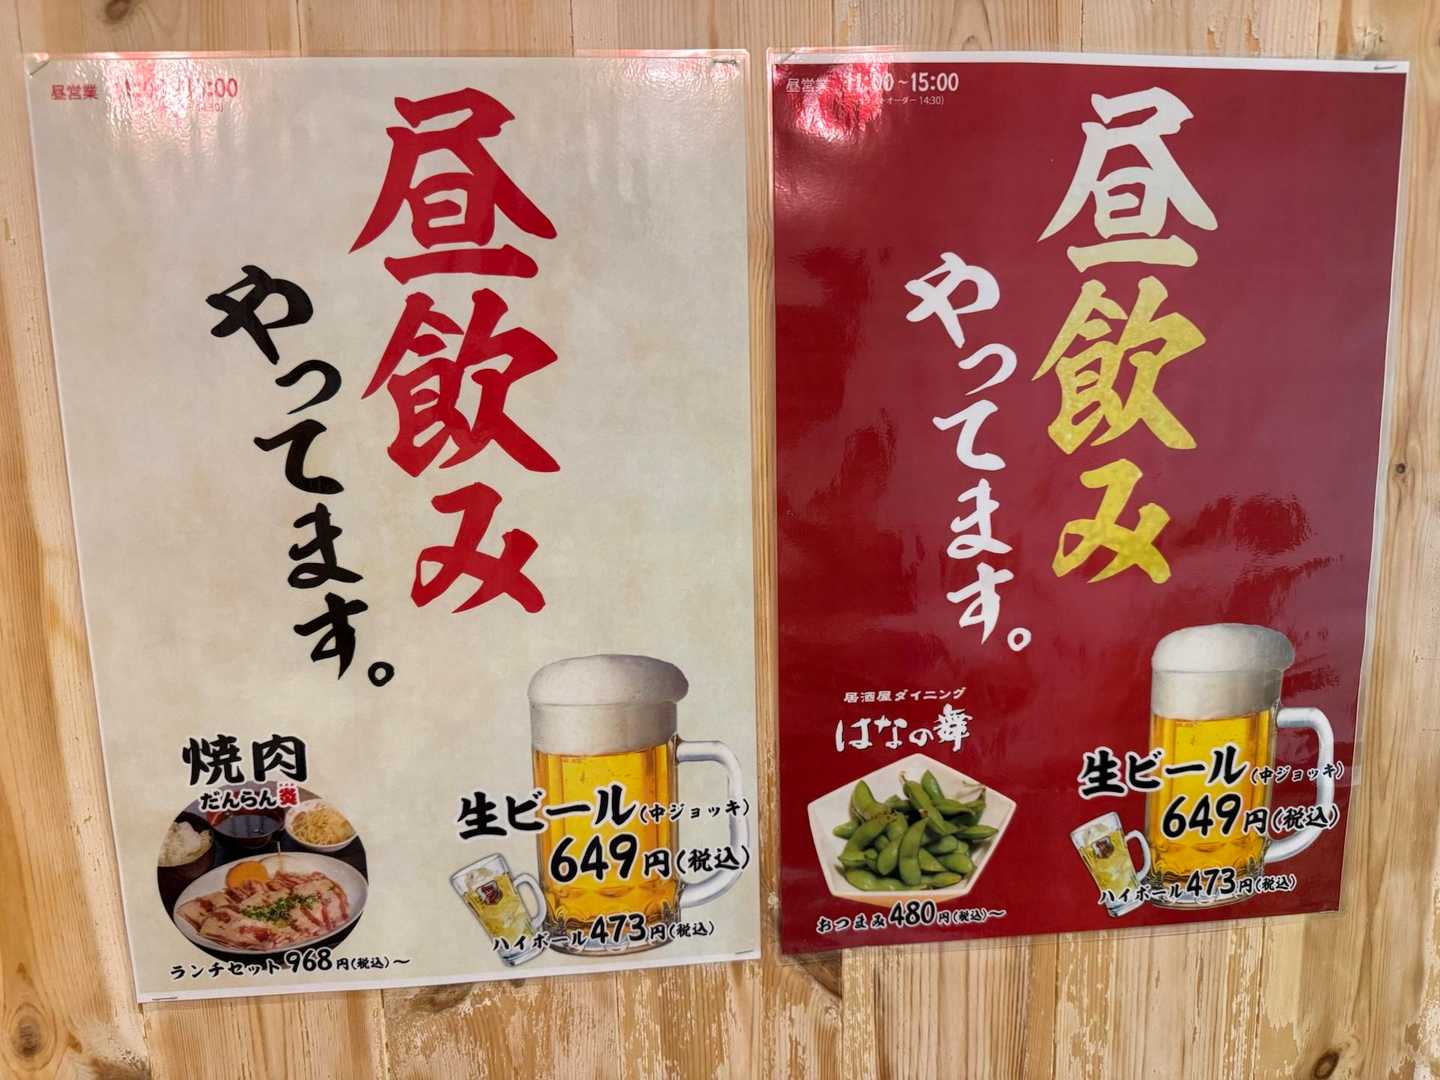 昼営業
昼飲み
やってます。
焼肉
だんらん炎
ランチセット 968円(税込)～
生ビール(中ジョッキ)
649円(税込)
ハイボール473円(税込)
昼営業 11:00～15:00
オーダー 14:30)
昼飲み
やってます。
居酒屋ダイニング
はなの舞
おつまみ480円(税込)～
生ビール(中ジョッキ)
649円(税込)
ハイボール473円(税込)